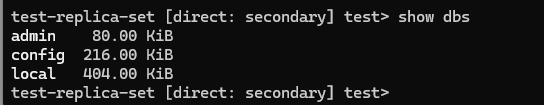 test-replica-set [direct: secondary] test> show dbs
admin    80.00 KiB
config  216.00 KiB
local   404.00 KiB
test-replica-set [direct: secondary] test>